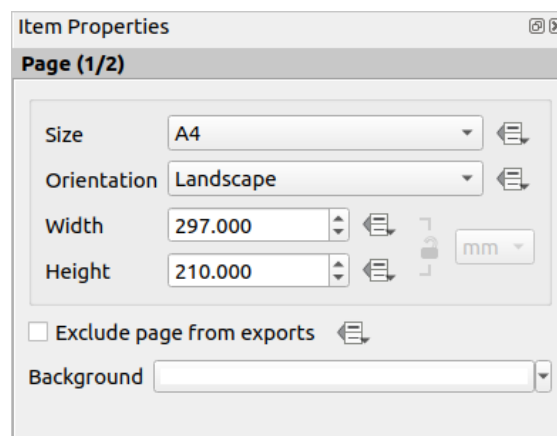 Item Properties
Page (1/2)
Size A4
Orientation Landscape
Width 297.000
mm
Height 210.000
Exclude page from exports
Background